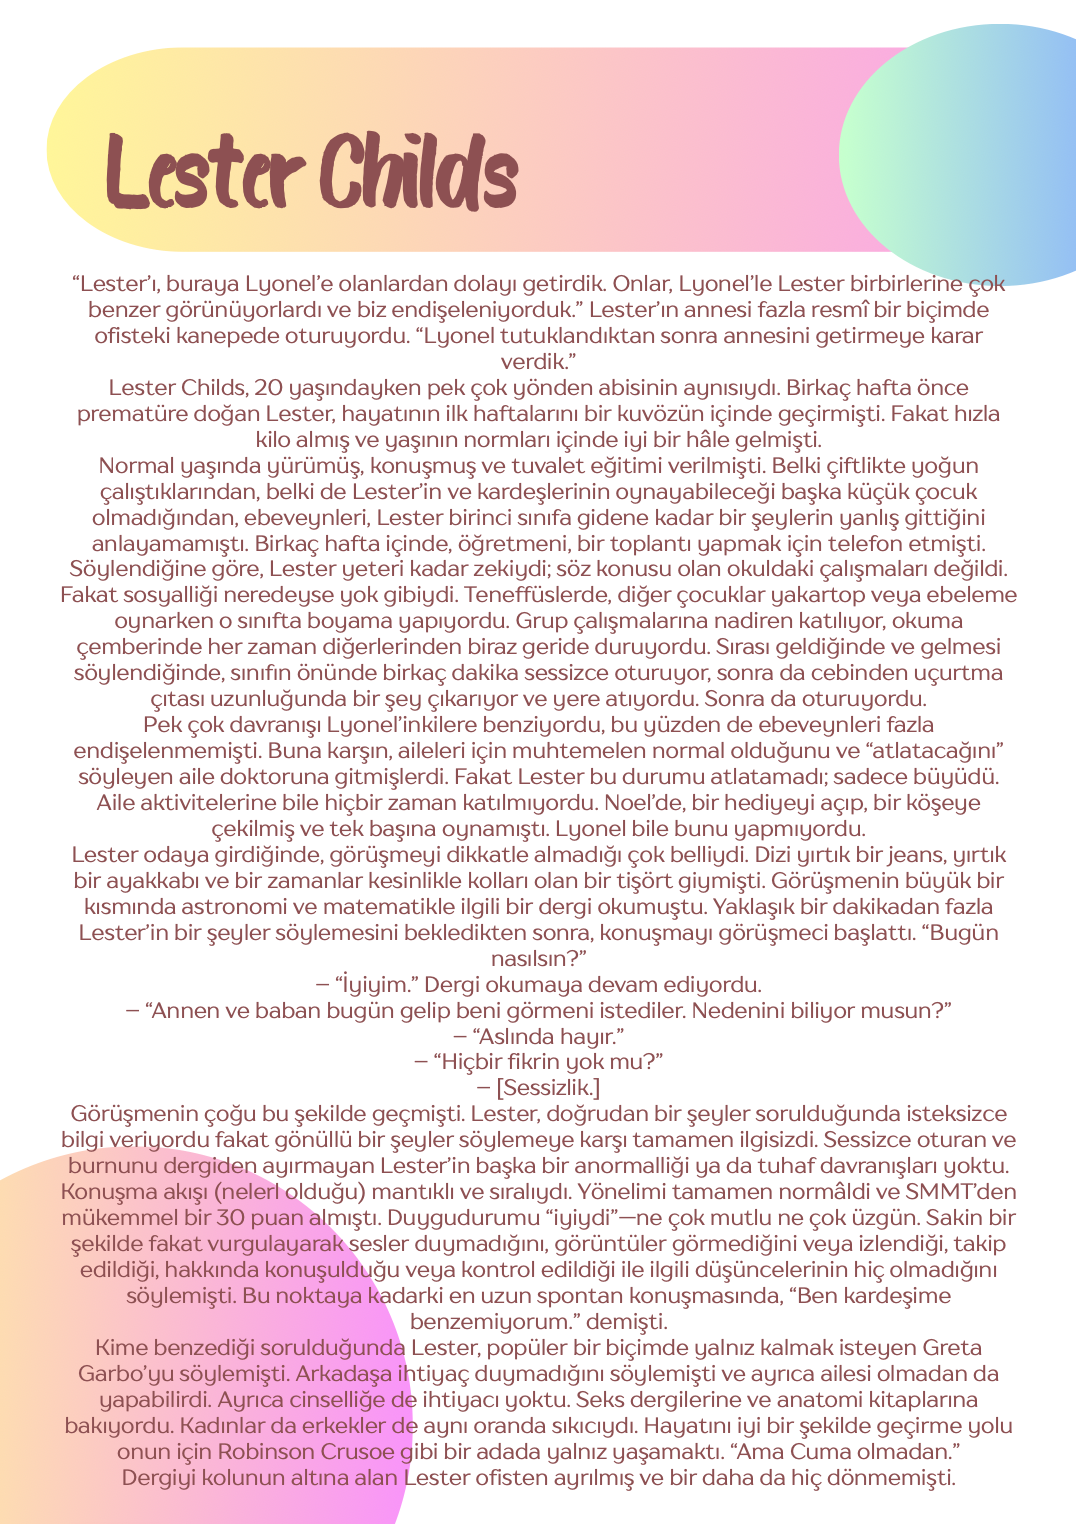 Lester Childs
“Lester’ı, buraya Lyonel’e olanlardan dolayı getirdik. Onlar, Lyonel’le Lester birbirlerine çok
benzer görünüyorlardı ve biz endişeleniyorduk.” Lester’ın annesi fazla resmî bir biçimde
ofisteki kanepede oturuyordu. “Lyonel tutuklandıktan sonra annesini getirmeye karar
verdik.”
Lester Childs, 20 yaşındayken pek çok yönden abisinin aynısıydı. Birkaç hafta önce
prematüre doğan Lester, hayatının ilk haftalarını bir kuvözün içinde geçirmişti. Fakat hızla
kilo almış ve yaşının normları içinde iyi bir hâle gelmişti.
Normal yaşında yürümüş, konuşmuş ve tuvalet eğitimi verilmişti. Belki çiftlikte yoğun
çalıştıklarından, belki de Lester’in ve kardeşlerinin oynayabileceği başka küçük çocuk
olmadığından, ebeveynleri, Lester birinci sınıfa gidene kadar bir şeylerin yanlış gittiğini
anlayamamıştı. Birkaç hafta içinde, öğretmeni, bir toplantı yapmak için telefon etmişti.
Söylendiğine göre, Lester yeteri kadar zekiydi; söz konusu olan okuldaki çalışmaları değildi.
Fakat sosyalliği neredeyse yok gibiydi. Teneffüslerde, diğer çocuklar yakartop veya ebeleme
oynarken o sınıfta boyama yapıyordu. Grup çalışmalarına nadiren katılıyor, okuma
çemberinde her zaman diğerlerinden biraz geride duruyordu. Sırası geldiğinde ve gelmesi
söylendiğinde, sınıfın önünde birkaç dakika sessizce oturuyor, sonra da cebinden uçurtma
çıtası uzunluğunda bir şey çıkarıyor ve yere atıyordu. Sonra da oturuyordu.
Pek çok davranışı Lyonel’inkilere benziyordu, bu yüzden de ebeveynleri fazla
endişelenmemişti. Buna karşın, aileleri için muhtemelen normal olduğunu ve “atlatacağını”
söyleyen aile doktoruna gitmişlerdi. Fakat Lester bu durumu atlatamadı; sadece büyüdü.
Aile aktivitelerine bile hiçbir zaman katılmıyordu. Noel’de, bir hediyeyi açıp, bir köşeye
çekilmiş ve tek başına oynamıştı. Lyonel bile bunu yapmıyordu.
Lester odaya girdiğinde, görüşmeyi dikkatle almadığı çok belliydi. Dizi yırtık bir jeans, yırtık
bir ayakkabı ve bir zamanlar kesinlikle kolları olan bir tişört giymişti. Görüşmenin büyük bir
kısmında astronomi ve matematikle ilgili bir dergi okumuştu. Yaklaşık bir dakikadan fazla
Lester’in bir şeyler söylemesini bekledikten sonra, konuşmayı görüşmeci başlattı. “Bugün
nasılsın?”
– “İyiyim.” Dergi okumaya devam ediyordu.
– “Annen ve baban bugün gelip beni görmeni istediler. Nedenini biliyor musun?”
– “Aslında hayır.”
– “Hiçbir fikrin yok mu?”
– [Sessizlik.]
Görüşmenin çoğu bu şekilde geçmişti. Lester, doğrudan bir şeyler sorulduğunda isteksizce
bilgi veriyordu fakat gönüllü bir şeyler söylemeye karşı tamamen ilgisizdi. Sessizce oturan ve
burnunu dergiden ayırmayan Lester’in başka bir anormalliği ya da tuhaf davranışları yoktu.
Konuşma akışı (nelerl olduğu) mantıklı ve sıralıydı. Yönelimi tamamen normâldi ve SMMT’den
mükemmel bir 30 puan almıştı. Duygudurumu “iyiydi”—ne çok mutlu ne çok üzgün. Sakin bir
şekilde fakat vurgulayarak sesler duymadığını, görüntüler görmediğini veya izlendiği, takip
edildiği, hakkında konuşulduğu veya kontrol edildiği ile ilgili düşüncelerinin hiç olmadığını
söylemişti. Bu noktaya kadarki en uzun spontan konuşmasında, “Ben kardeşime
benzemiyorum.” demişti.
Kime benzediği sorulduğunda Lester, popüler bir biçimde yalnız kalmak isteyen Greta
Garbo’yu söylemişti. Arkadaşa ihtiyaç duymadığını söylemişti ve ayrıca ailesi olmadan da
yapabilirdi. Ayrıca cinselliğe de ihtiyacı yoktu. Seks dergilerine ve anatomi kitaplarına
bakıyordu. Kadınlar da erkekler de aynı oranda sıkıcıydı. Hayatını iyi bir şekilde geçirme yolu
onun için Robinson Crusoe gibi bir adada yalnız yaşamaktı. “Ama Cuma olmadan.”
Dergiyi kolunun altına alan Lester ofisten ayrılmış ve bir daha da hiç dönmemişti.